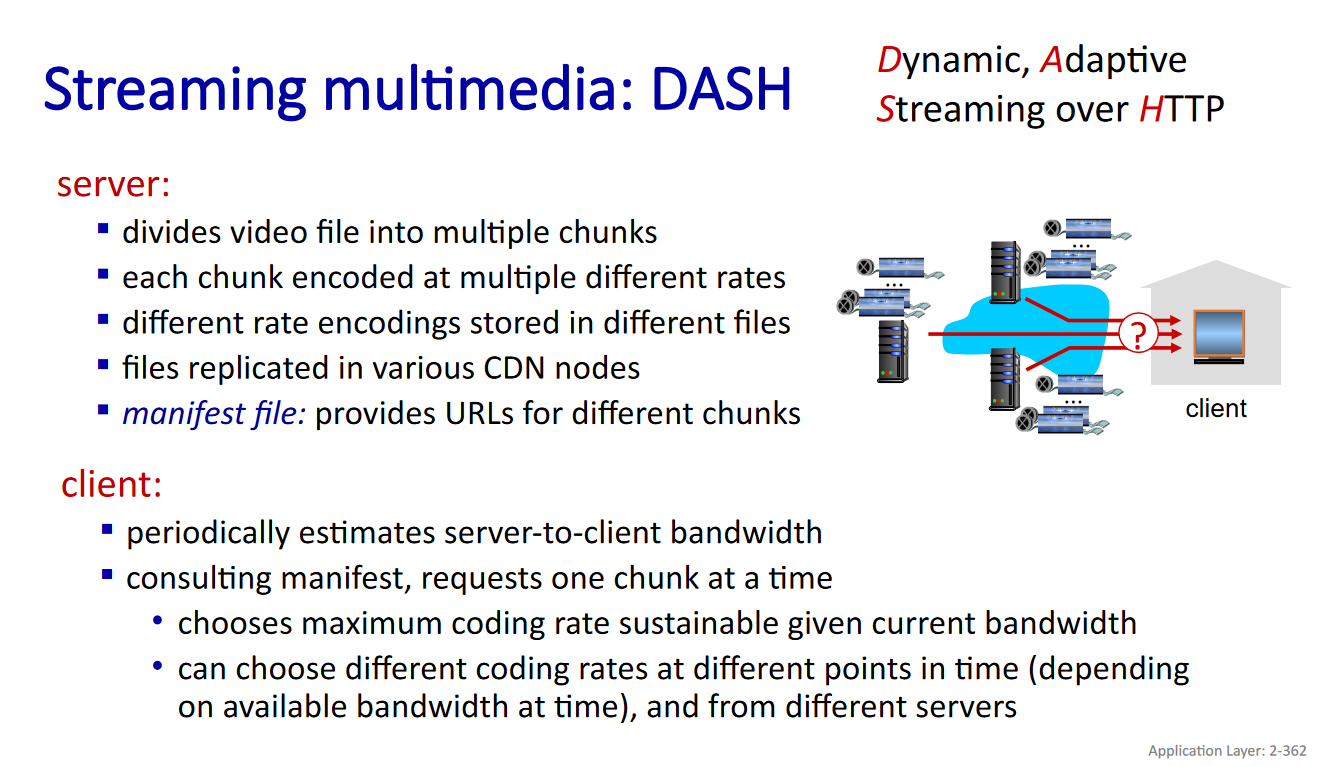 Streaming multimedia: DASH
Dynamic, Adaptive
Streaming over HTTP
server:
▪ divides video file into multiple chunks
▪ each chunk encoded at multiple different rates
▪ different rate encodings stored in different files
▪ files replicated in various CDN nodes
▪ manifest file: provides URLs for different chunks
...
...
...
?
client
client:
▪ periodically estimates server-to-client bandwidth
▪ consulting manifest, requests one chunk at a time
• chooses maximum coding rate sustainable given current bandwidth
• can choose different coding rates at different points in time (depending
on available bandwidth at time), and from different servers
Application Layer: 2-362